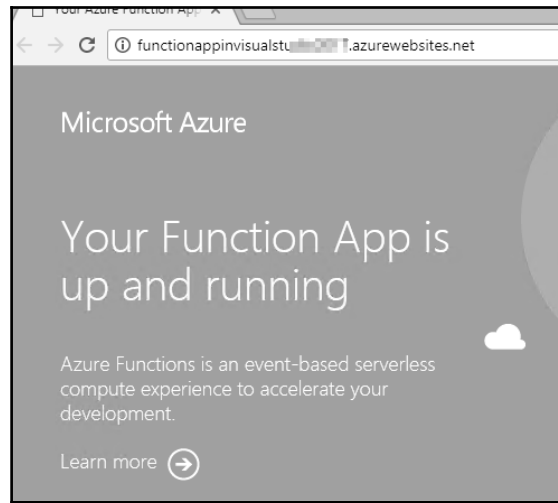 Your Azure Function App
functionappinvisualstu .azurewebsites.net
Microsoft Azure
Your Function App is
up and running
Azure Functions is an event-based serverless
compute experience to accelerate your
development.
Learn more